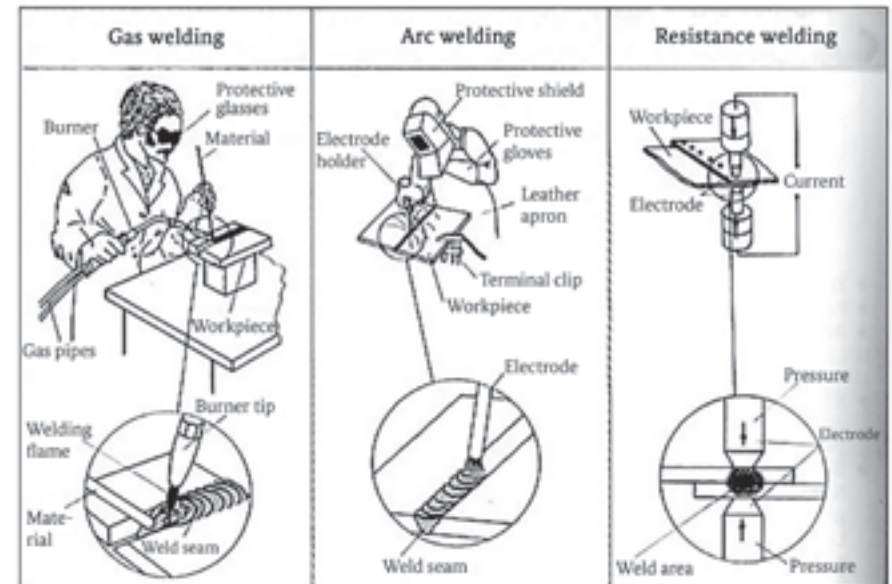 Gas welding
Protective
glasses
Burner
Material
Workpiece
Gas pipes
Burner tip
Welding
flame
Mate-
rial
Weld seam
Arc welding
Protective shield
Electrode
holder
Protective
gloves
Leather
apron
Terminal clip
Workpiece
Electrode
Weld seam
Resistance welding
Workpiece
Current
Electrode
Pressure
Electrode
Weld area
Pressure